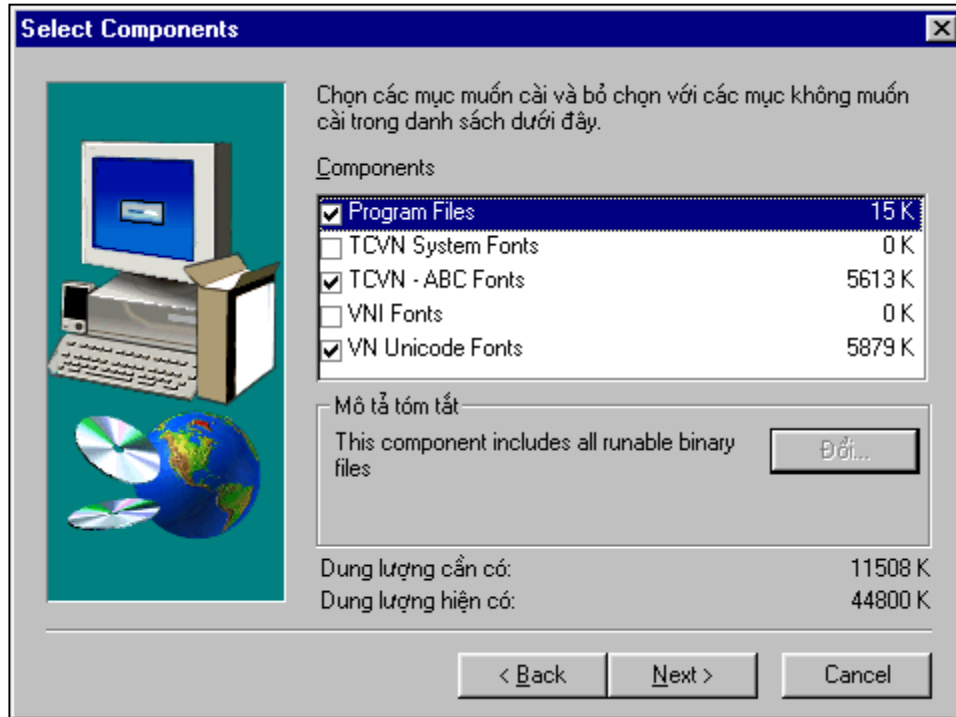 Select Components
Chọn các mục muốn cài và bỏ chọn với các mục không muốn
cài trong danh sách dưới đây.
Components
Program Files 15 K
TCVN System Fonts 0 K
TCVN - ABC Fonts 5613 K
VNI Fonts 0 K
VN Unicode Fonts 5879 K
Mô tả tóm tắt
This component includes all runable binary
files
Đổi...
Dung lượng cần có: 11508 K
Dung lượng hiện có: 44800 K
< Back Next > Cancel